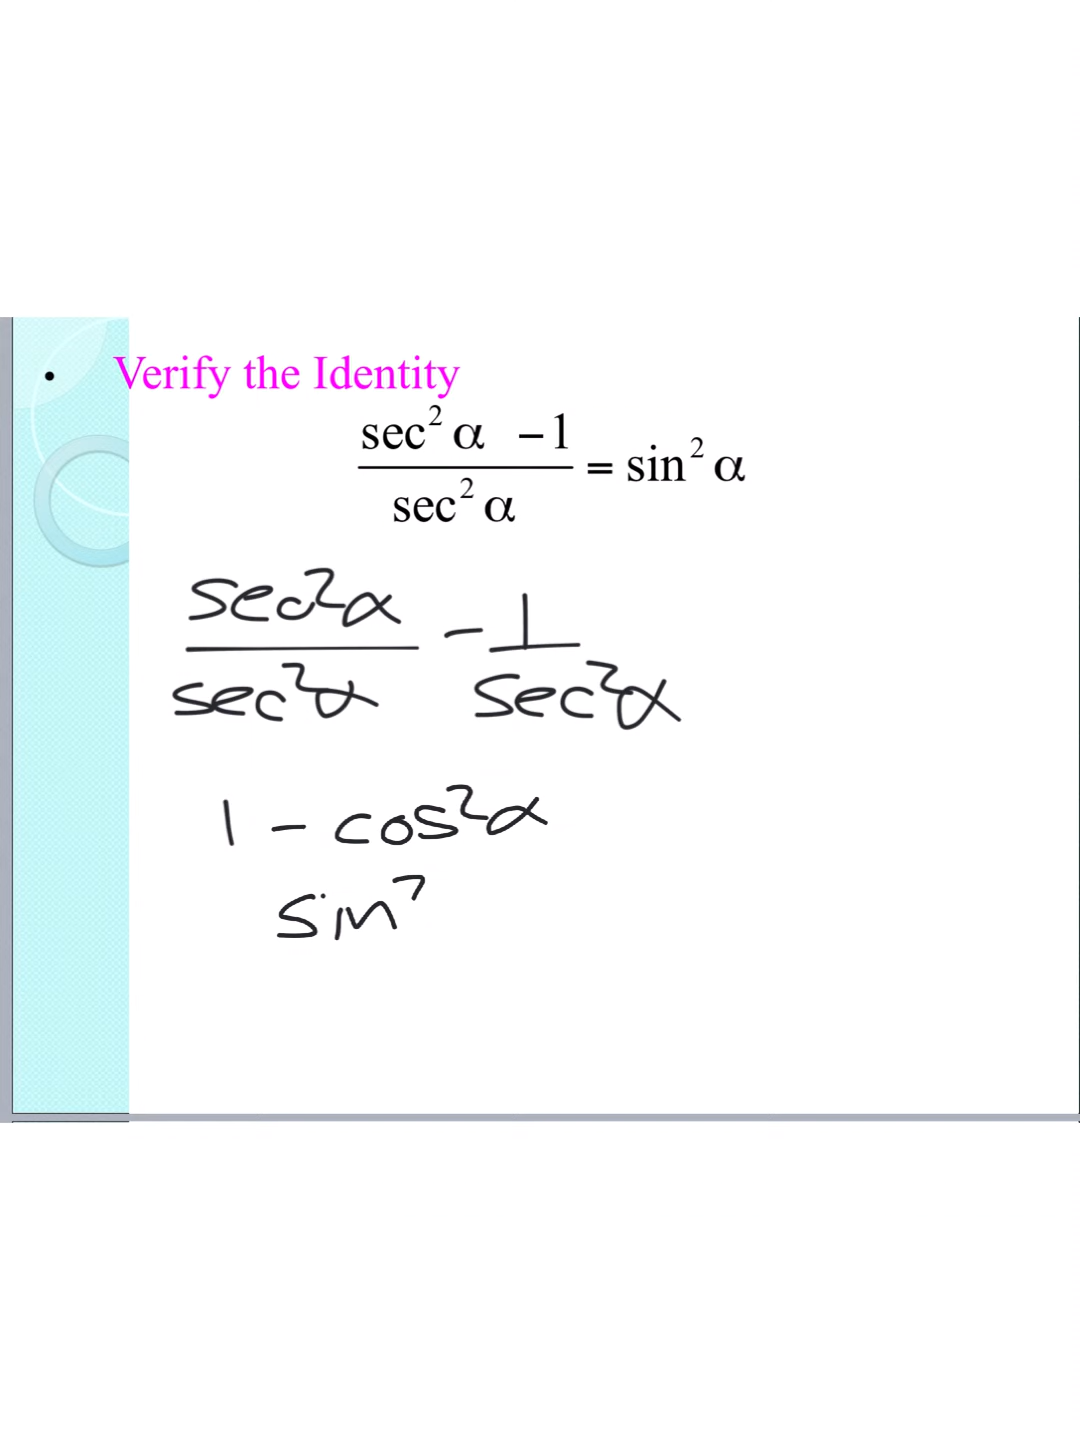 • Verify the Identity
sec² α − 1
sec² α
= sin² α
sec²α
sec²α
− 1
sec²α
1 − cos²α
sin²